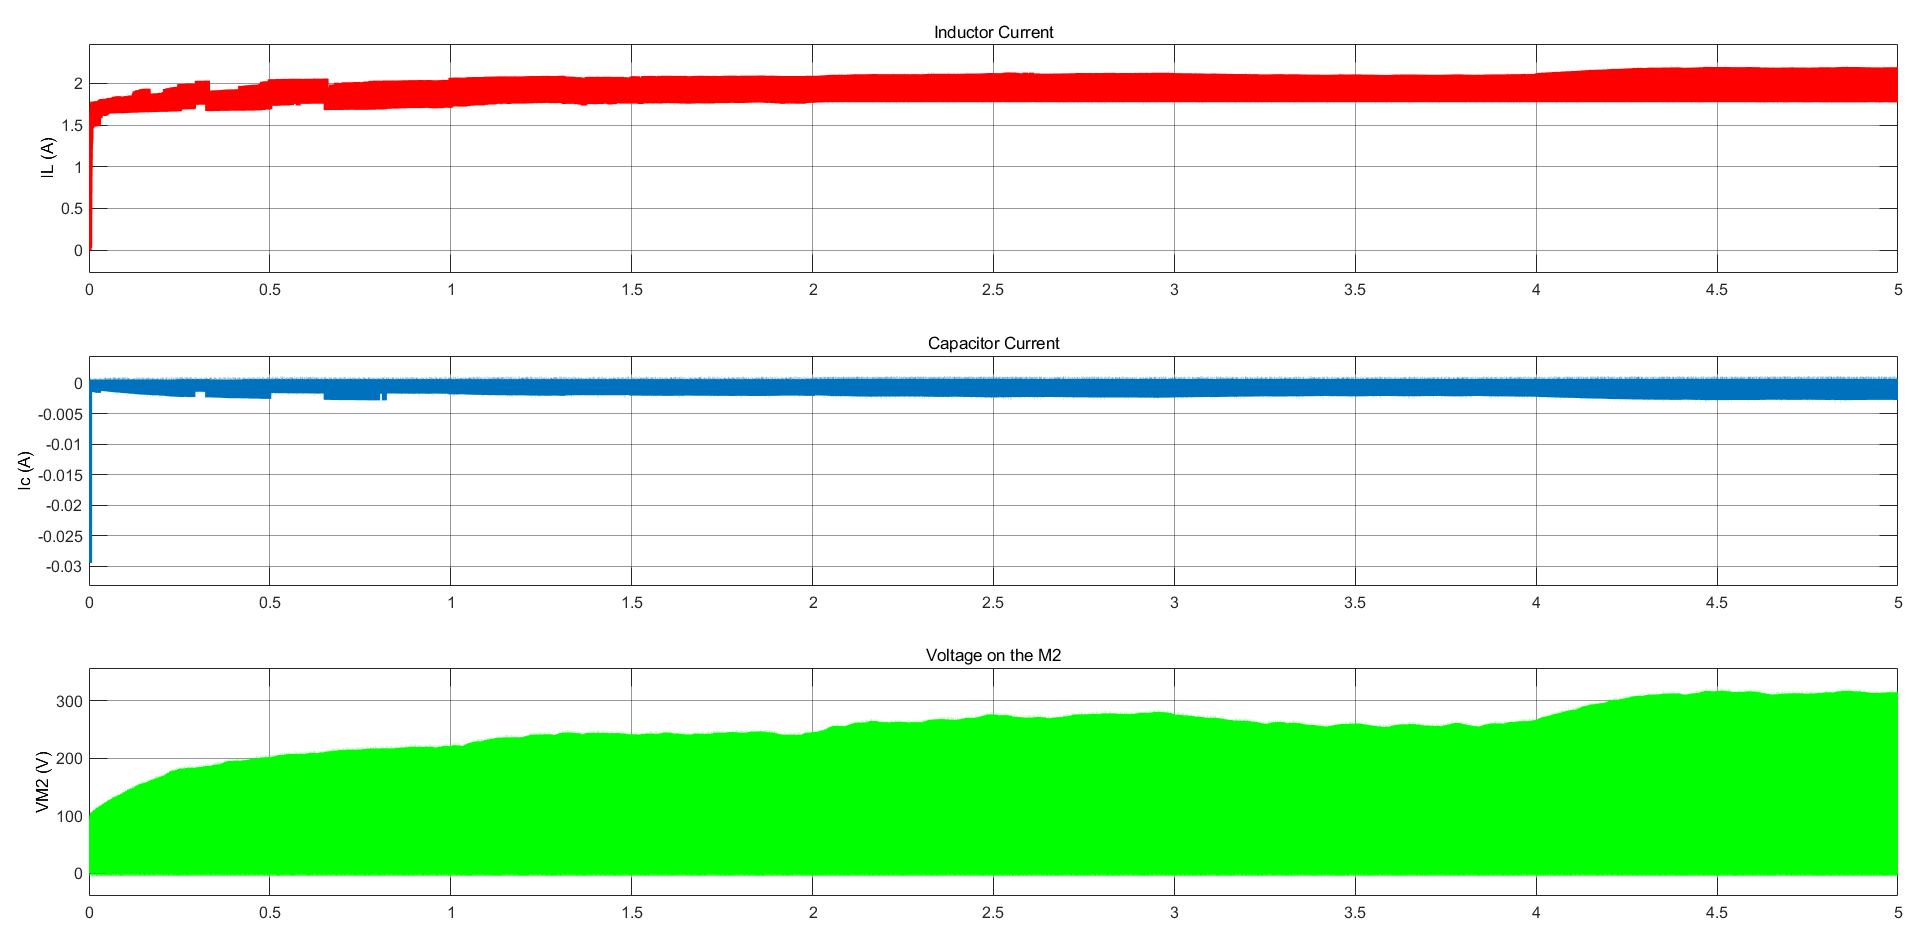 Inductor Current
IL (A)
2
1.5
1
0.5
0
0 0.5 1 1.5 2 2.5 3 3.5 4 4.5 5
Capacitor Current
Ic (A)
0
-0.005
-0.01
-0.015
-0.02
-0.025
-0.03
0 0.5 1 1.5 2 2.5 3 3.5 4 4.5 5
Voltage on the M2
VM2 (V)
300
200
100
0
0 0.5 1 1.5 2 2.5 3 3.5 4 4.5 5